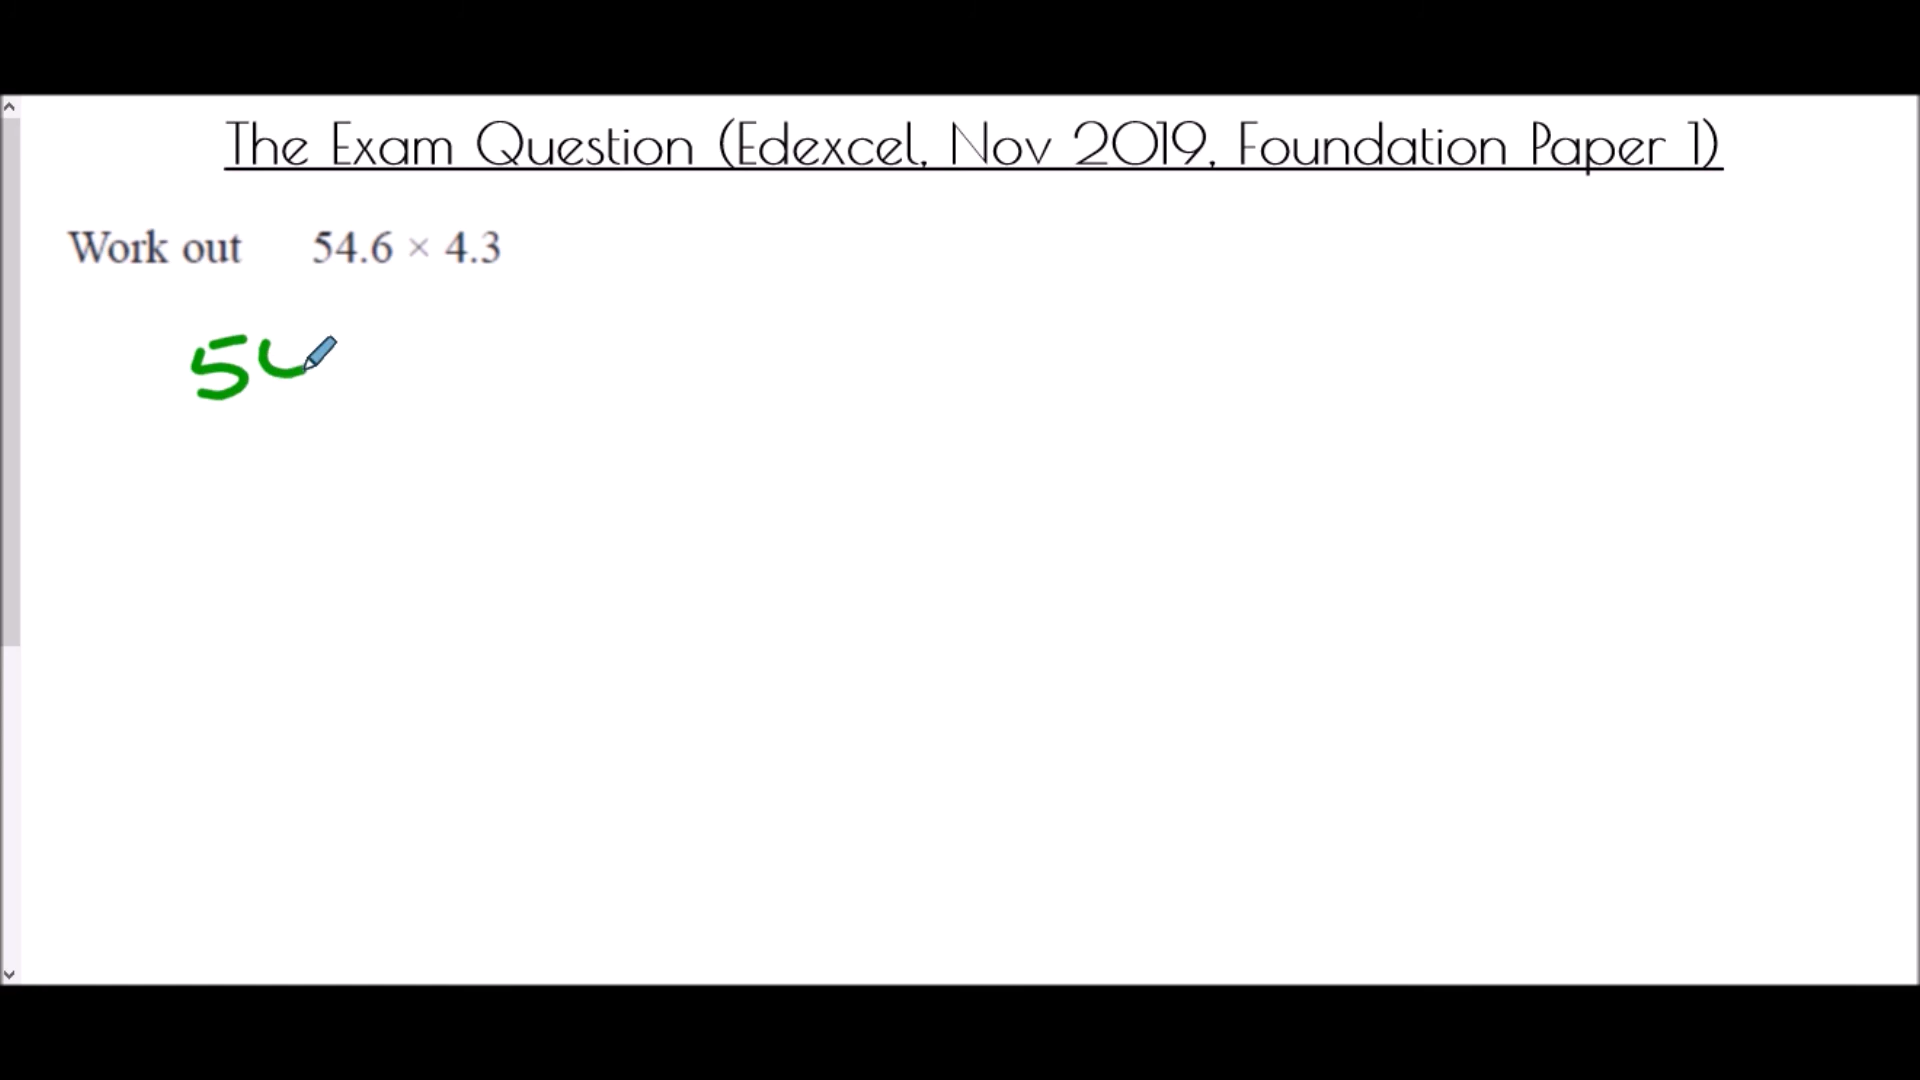 The Exam Question (Edexcel, Nov 2019, Foundation Paper 1)
Work out 54.6 × 4.3
5